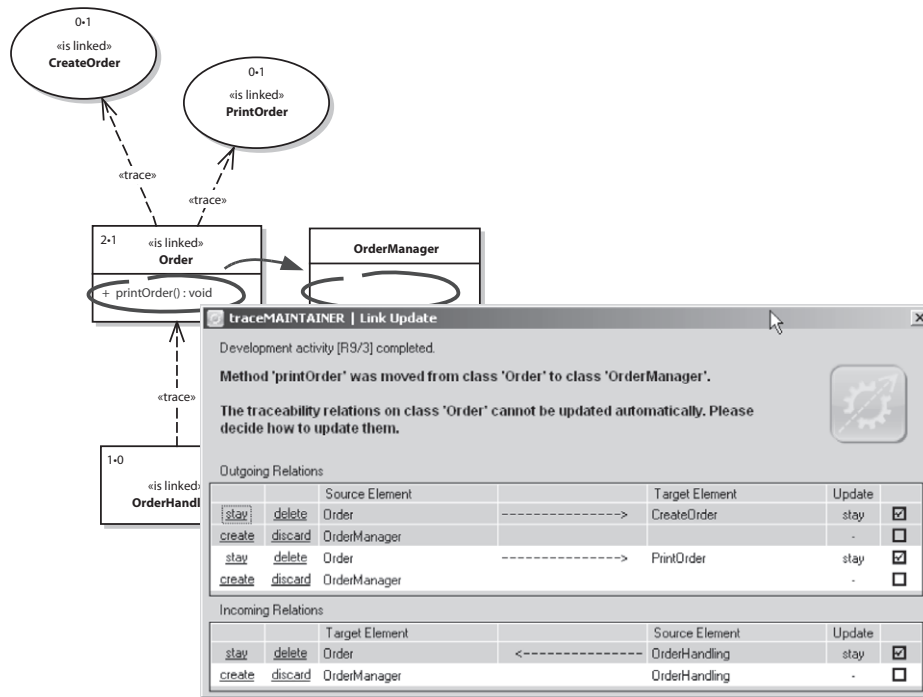 0•1
«is linked»
CreateOrder
0•1
«is linked»
PrintOrder
«trace»
«trace»
2•1 «is linked»
Order
+ printOrder() : void
OrderManager
traceMAINTAINER | Link Update
Development activity [R9/3] completed.
Method 'printOrder' was moved from class 'Order' to class 'OrderManager'.
The traceability relations on class 'Order' cannot be updated automatically. Please
decide how to update them.
«trace»
1•0
«is linked»
OrderHandl
Outgoing Relations
Source Element Target Element Update
stay delete Order ---------------> CreateOrder stay
create discard OrderManager -
stay delete Order ---------------> PrintOrder stay
create discard OrderManager -
Incoming Relations
Target Element Source Element Update
stay delete Order <--------------- OrderHandling stay
create discard OrderManager OrderHandling -